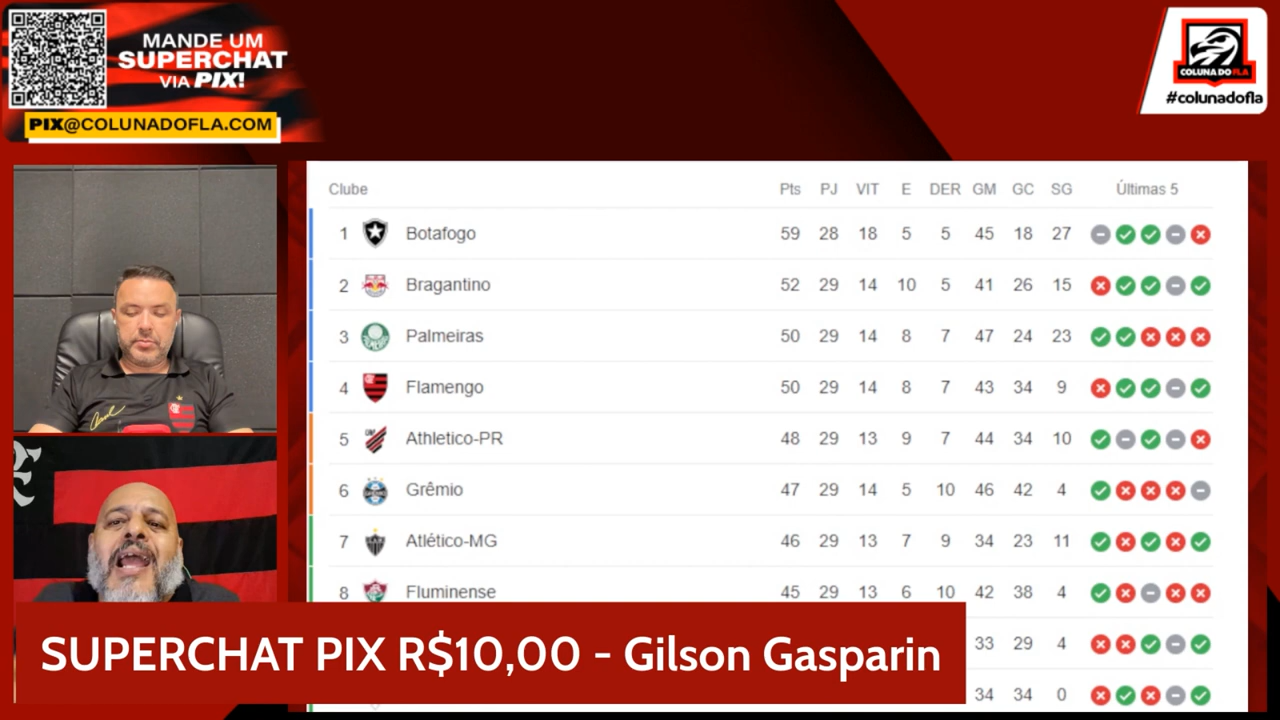 MANDE UM
SUPERCHAT
VIA PIX!
PIX@COLUNADOFLA.COM
COLUNA DO FLA
#colunadofla
Clube Pts PJ VIT E DER GM GC SG Últimas 5
1 Botafogo 59 28 18 5 5 45 18 27
2 Bragantino 52 29 14 10 5 41 26 15
3 Palmeiras 50 29 14 8 7 47 24 23
4 Flamengo 50 29 14 8 7 43 34 9
5 Athletico-PR 48 29 13 9 7 44 34 10
6 Grêmio 47 29 14 5 10 46 42 4
7 Atlético-MG 46 29 13 7 9 34 23 11
8 Fluminense 45 29 13 6 10 42 38 4
33 29 4
34 34 0
SUPERCHAT PIX R$10,00 - Gilson Gasparin